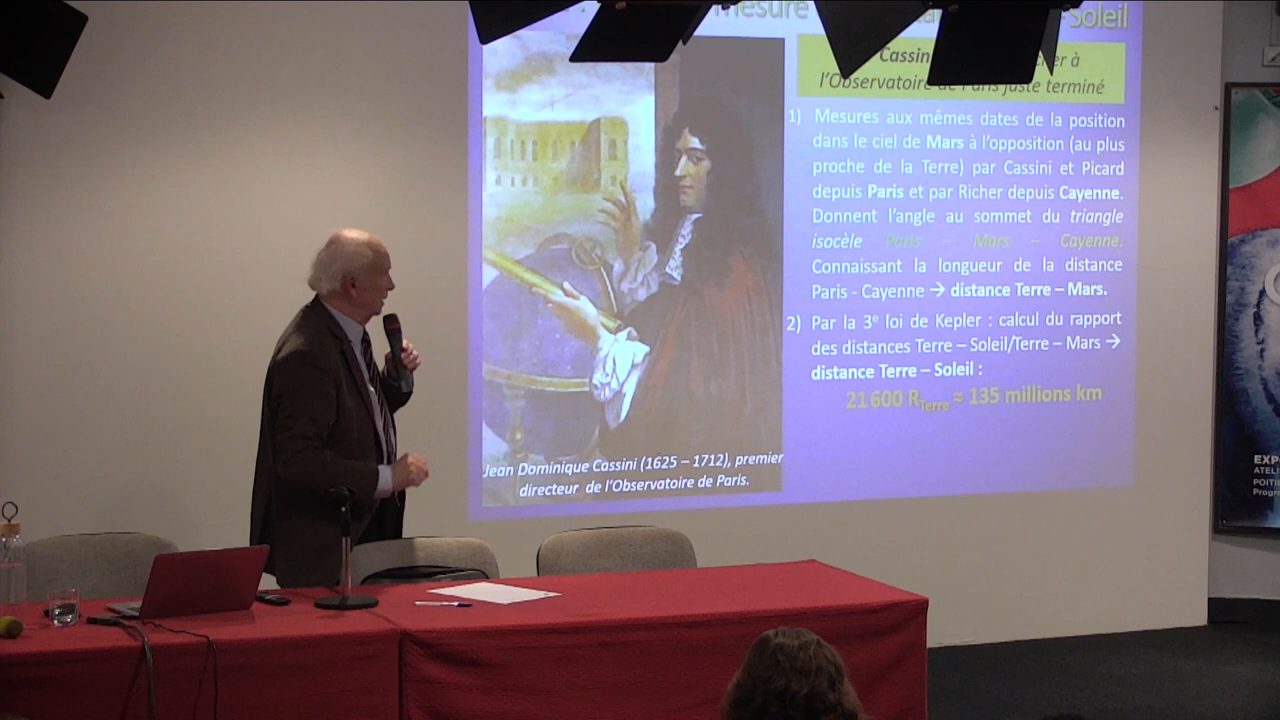 mesure
Soleil
Cassin
à
l'Observatoire de Paris juste terminé
1) Mesures aux mêmes dates de la position
dans le ciel de Mars à l'opposition (au plus
proche de la Terre) par Cassini et Picard
depuis Paris et par Richer depuis Cayenne.
Donnent l'angle au sommet du triangle
isocèle Paris – Mars – Cayenne.
Connaissant la longueur de la distance
Paris - Cayenne → distance Terre – Mars.
2) Par la 3e loi de Kepler : calcul du rapport
des distances Terre – Soleil/Terre – Mars →
distance Terre – Soleil :
21 600 RTerre ≈ 135 millions km
Jean Dominique Cassini (1625 – 1712), premier
directeur de l'Observatoire de Paris.
EXP
ATELI
POITI
Progr